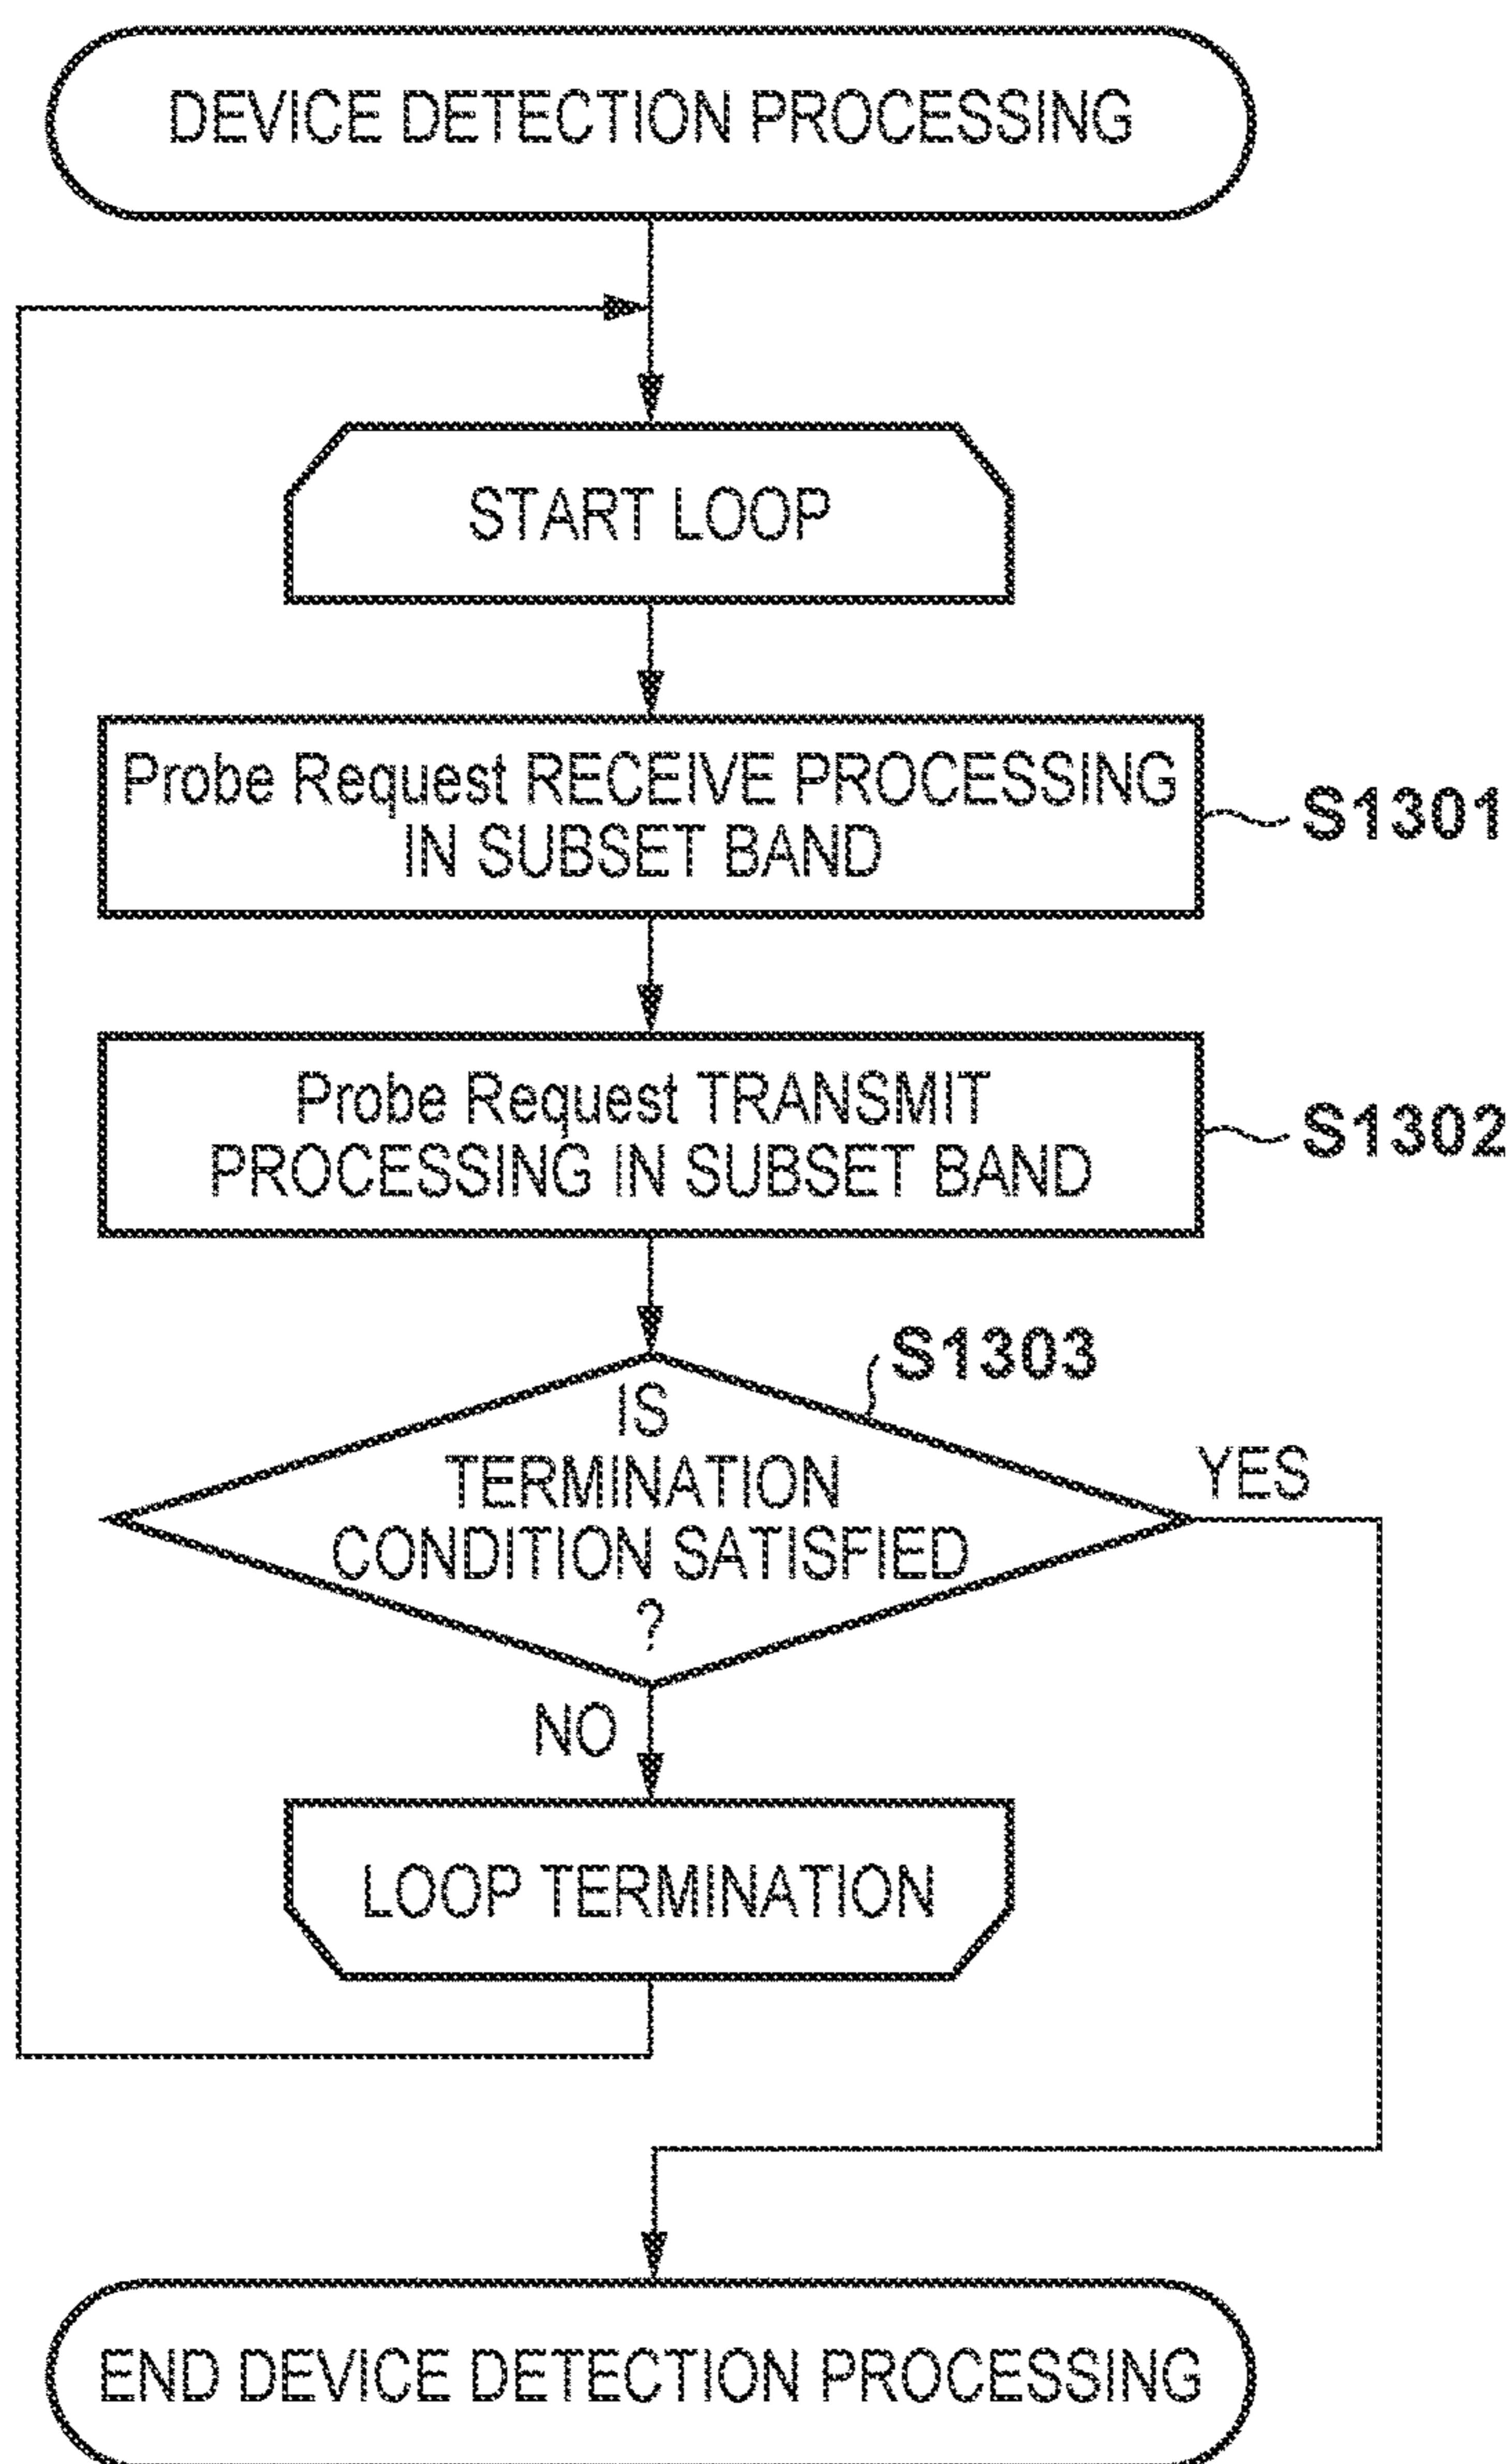 DEVICE DETECTION PROCESSING
START LOOP
Probe Request RECEIVE PROCESSING
IN SUBSET BAND
S1301
Probe Request TRANSMIT
PROCESSING IN SUBSET BAND
S1302
S1303
IS
TERMINATION
CONDITION SATISFIED
?
YES
NO
LOOP TERMINATION
END DEVICE DETECTION PROCESSING